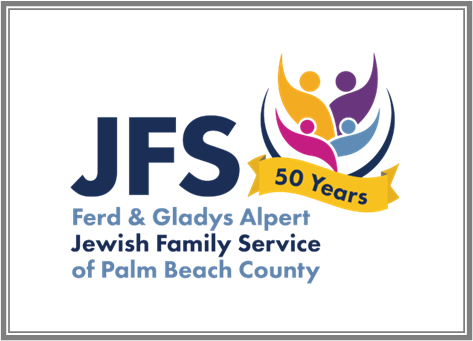 JFS
50 Years
Ferd & Gladys Alpert
Jewish Family Service
of Palm Beach County